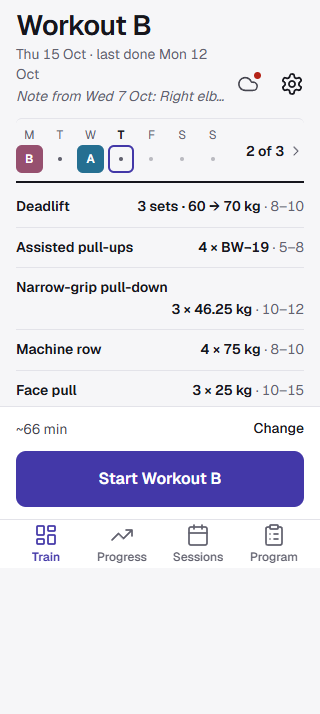 Workout B
Thu 15 Oct · last done Mon 12
Oct
Note from Wed 7 Oct: Right elb...
M T W T F S S
B A 2 of 3
Deadlift 3 sets · 60 → 70 kg · 8–10
Assisted pull-ups 4 × BW–19 · 5–8
Narrow-grip pull-down
3 × 46.25 kg · 10–12
Machine row 4 × 75 kg · 8–10
Face pull 3 × 25 kg · 10–15
~66 min Change
Start Workout B
Train Progress Sessions Program